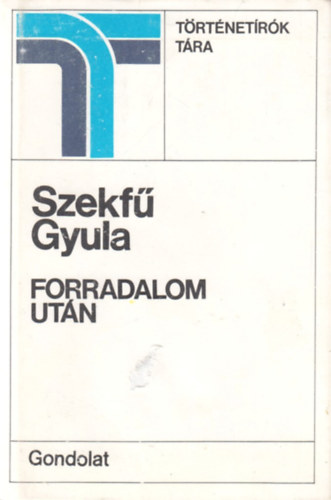 TÖRTÉNETÍRÓK
TÁRA
Szekfű
Gyula
FORRADALOM
UTÁN
Gondolat